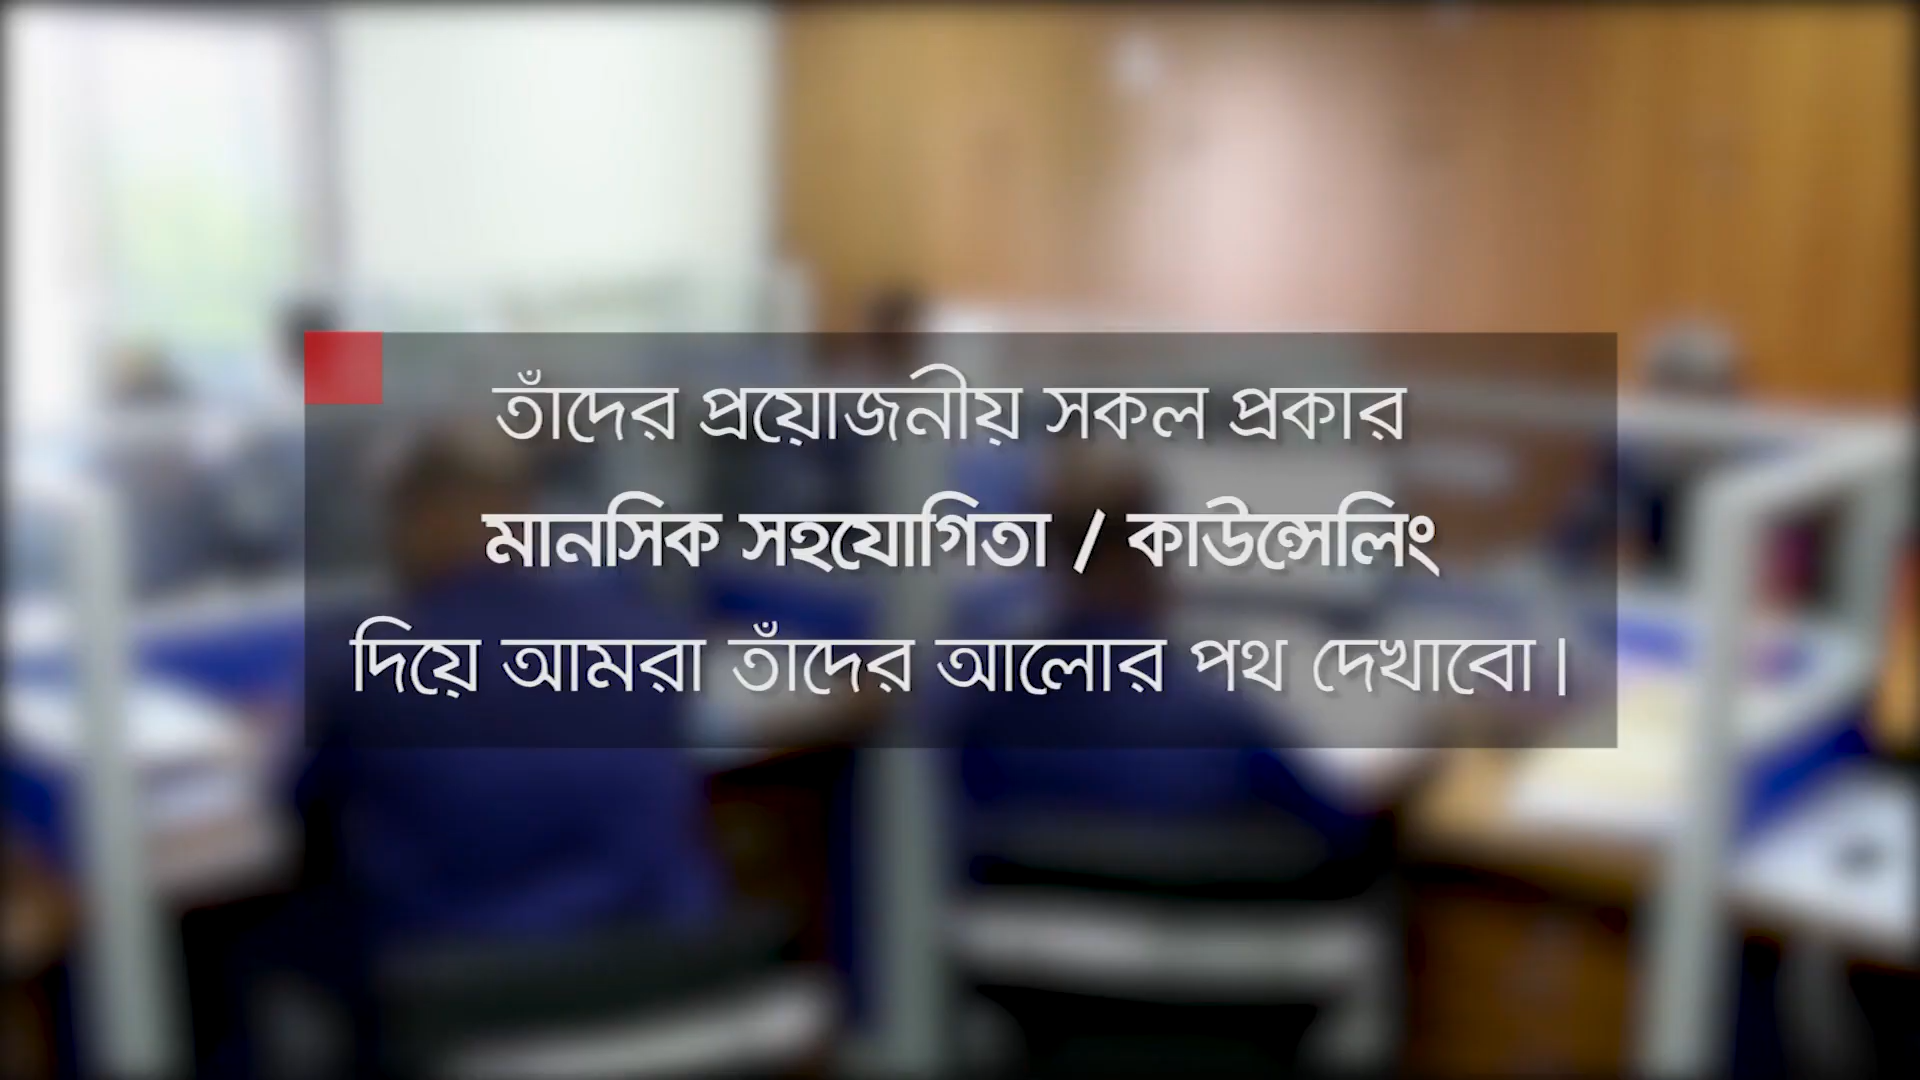 তাঁদের প্রয়োজনীয় সকল প্রকার
মানসিক সহযোগিতা / কাউন্সেলিং
দিয়ে আমরা তাঁদের আলোর পথ দেখাবো।